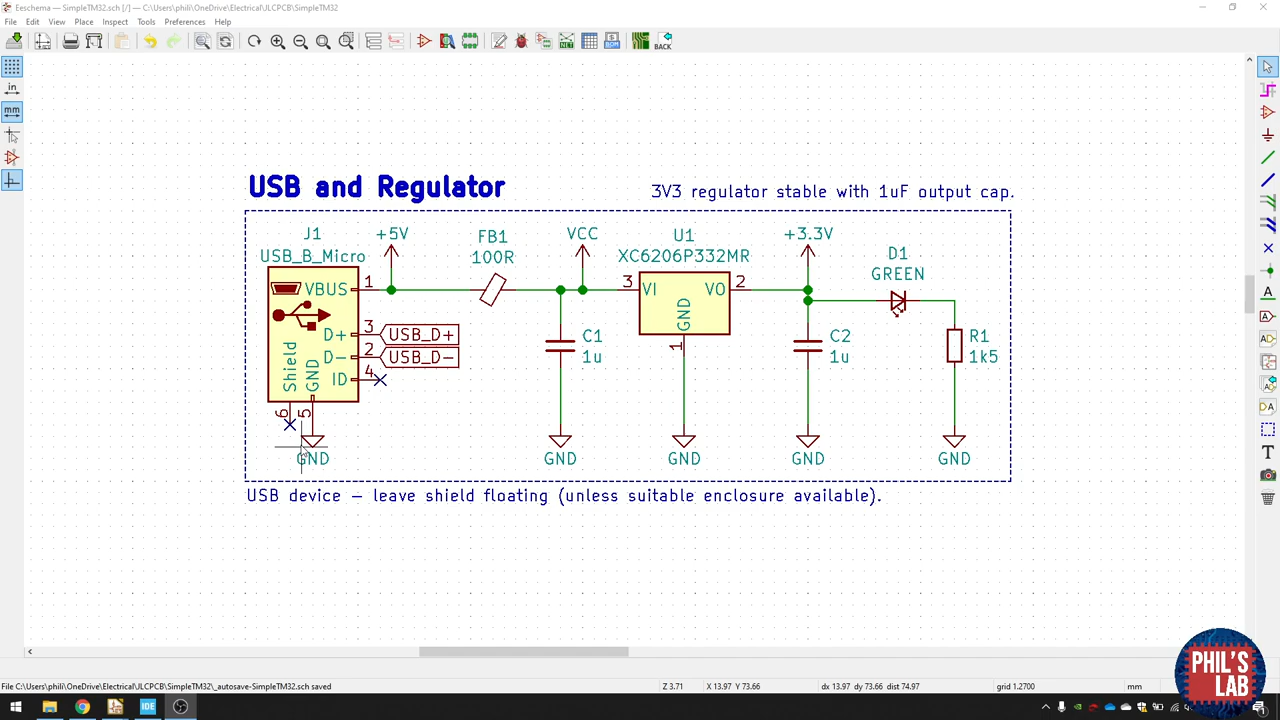 Eeschema — SimpleTM32.sch [/] — C:\Users\phili\OneDrive\Electrical\JLCPCB\SimpleTM32
File Edit View Place Inspect Tools Preferences Help
in
mm
BOM
BACK
USB and Regulator
3V3 regulator stable with 1uF output cap.
J1
USB_B_Micro
+5V
FB1
100R
VCC
U1
XC6206P332MR
+3.3V
D1
GREEN
VBUS
1
3
VI
VO
2
GND
1
D+
3
USB_D+
D-
2
USB_D-
ID
4
Shield
GND
6
5
C1
1u
C2
1u
R1
1k5
GND
GND
GND
GND
GND
USB device – leave shield floating (unless suitable enclosure available).
PHIL'S
LAB
File C:\Users\phili\OneDrive\Electrical\JLCPCB\SimpleTM32\_autosave-SimpleTM32.sch saved
Z 3.71
X 13.97 Y 73.66
dx 13.97 dy 73.66 dist 74.97
grid 1.2700
mm
IDE